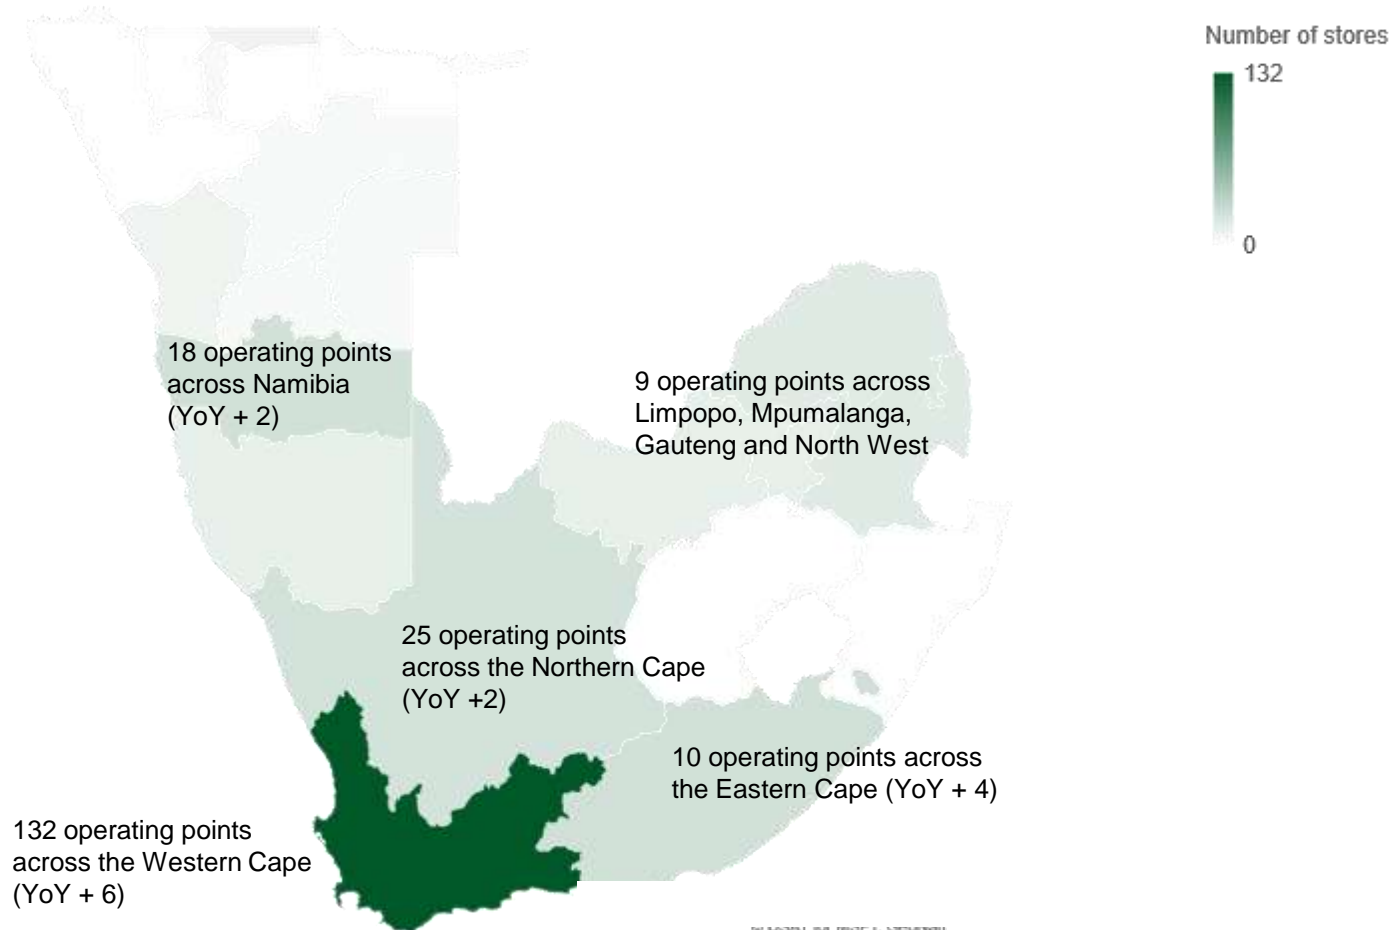 Number of stores
132
0
18 operating points
across Namibia
(YoY + 2)
9 operating points across
Limpopo, Mpumalanga,
Gauteng and North West
25 operating points
across the Northern Cape
(YoY +2)
10 operating points across
the Eastern Cape (YoY + 4)
132 operating points
across the Western Cape
(YoY + 6)